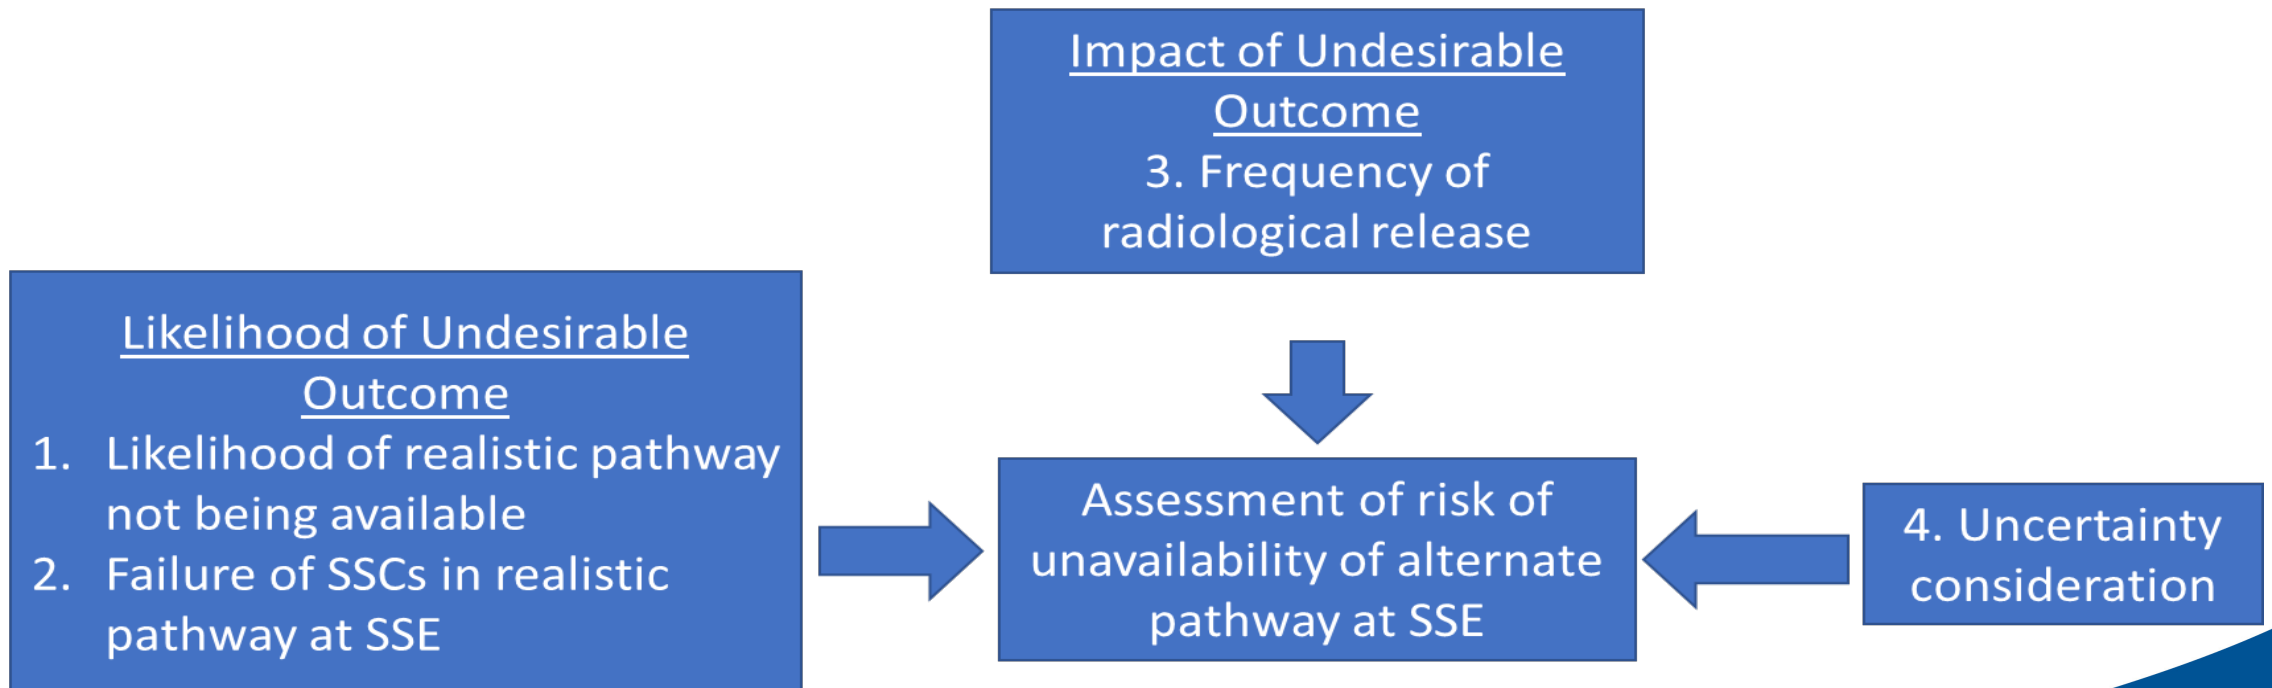 Impact of Undesirable
Outcome
3. Frequency of
radiological release
Likelihood of Undesirable
Outcome
1. Likelihood of realistic pathway
not being available
2. Failure of SSCs in realistic
pathway at SSE
Assessment of risk of
unavailability of alternate
pathway at SSE
4. Uncertainty
consideration